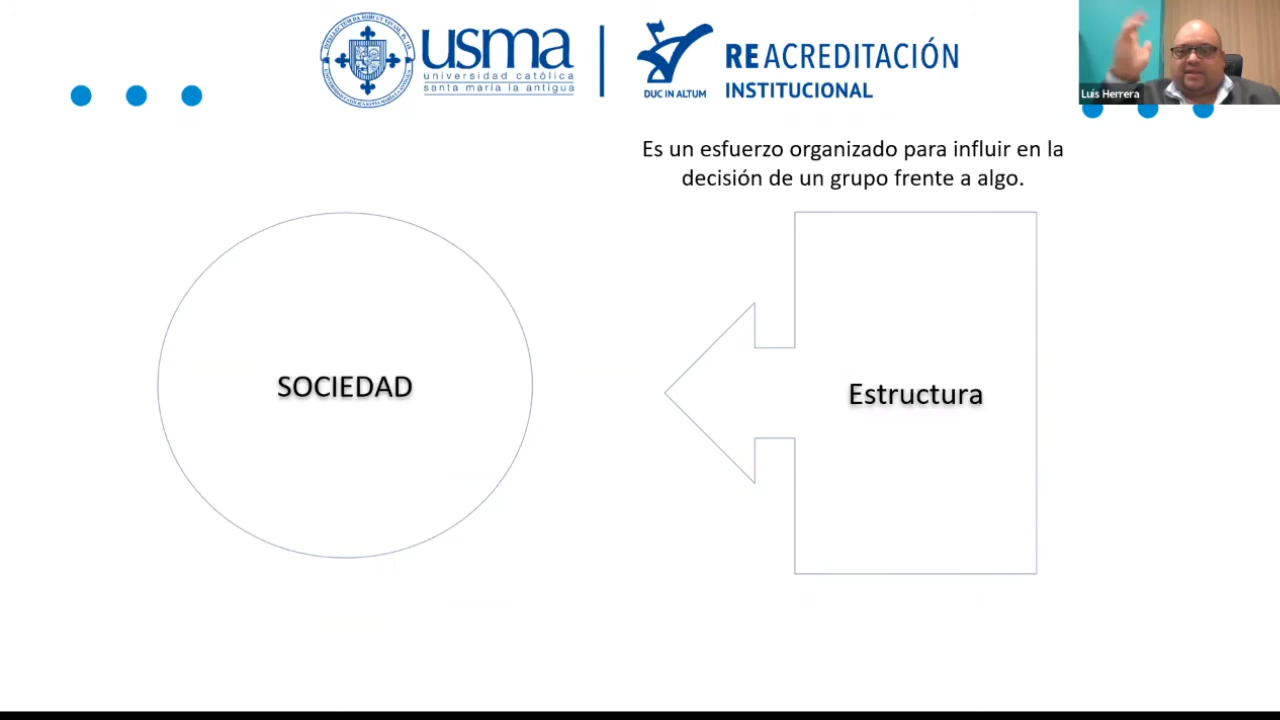 usma
universidad católica
santa maría la antigua
DUC IN ALTUM
REACREDITACIÓN
INSTITUCIONAL
Luis Herrera
Es un esfuerzo organizado para influir en la
decisión de un grupo frente a algo.
SOCIEDAD
Estructura